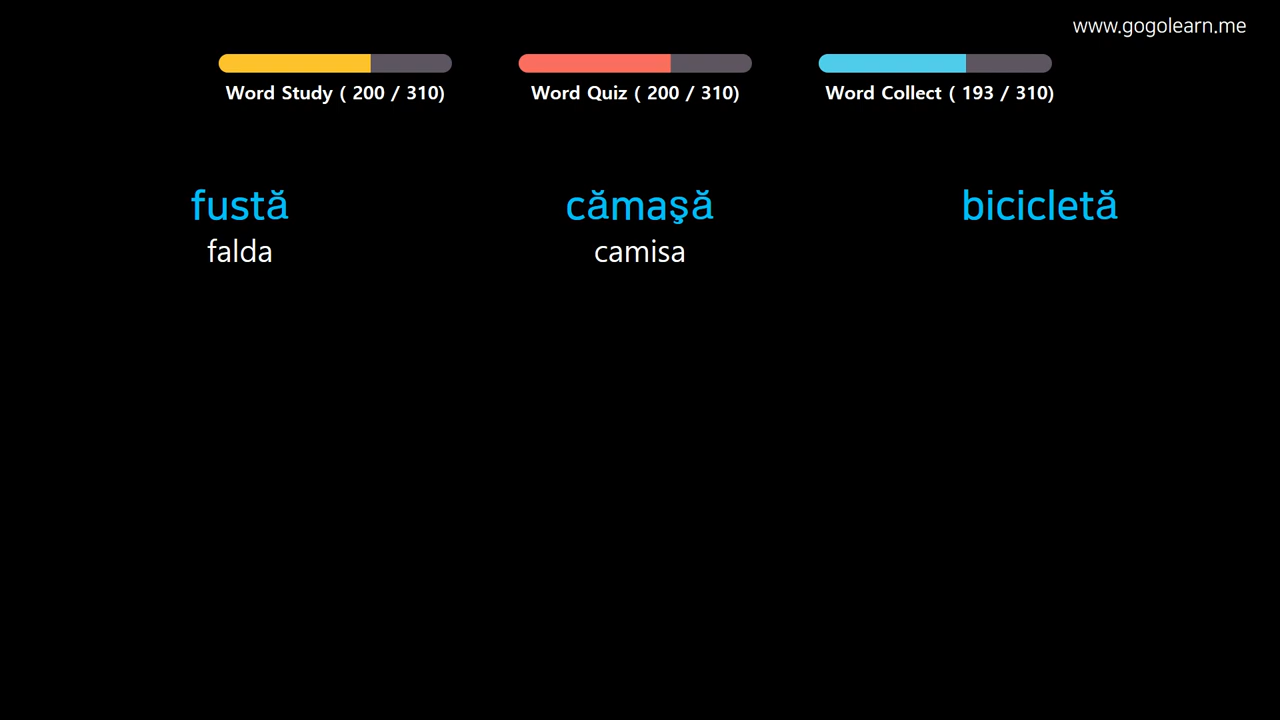 www.gogolearn.me
Word Study ( 200 / 310)
Word Quiz ( 200 / 310)
Word Collect ( 193 / 310)
fustă
falda
cămaşă
camisa
bicicletă